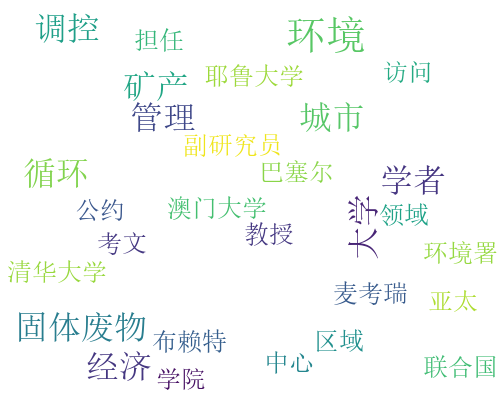 调控
担任
环境
矿产
耶鲁大学
访问
管理
城市
副研究员
循环
巴塞尔
学者
公约
澳门大学
大学
领域
考文
教授
环境署
清华大学
麦考瑞
亚太
固体废物
布赖特
区域
经济
学院
中心
联合国